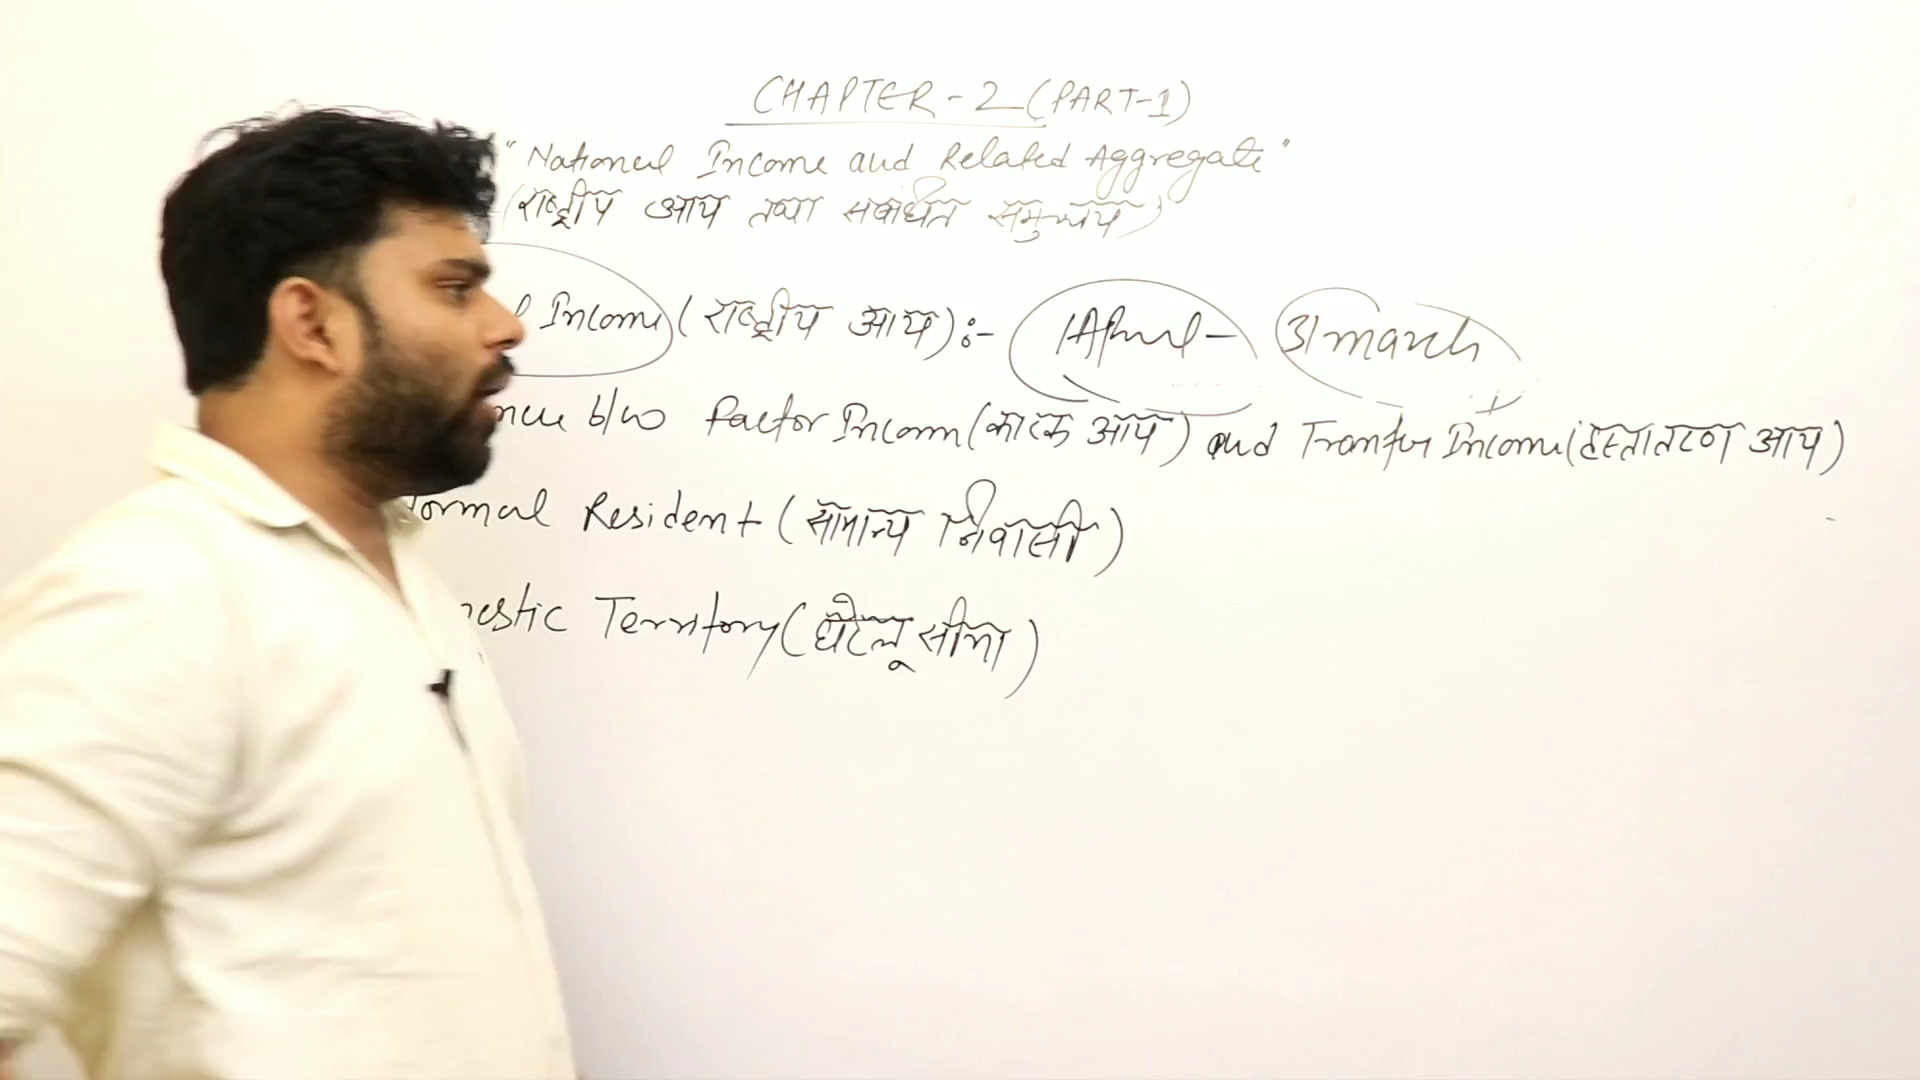 CHAPTER-2 (PART-1)
"National Income and Related Aggregate"
(राष्ट्रीय आय तथा संबंधित समुच्चय)
Income (राष्ट्रीय आय):- 1April - 31march
b/w factor Income (कारक आय) and Transfer Income (हस्तांतरण आय)
Normal Resident (सामान्य निवासी)
Territory (घरेलू सीमा)